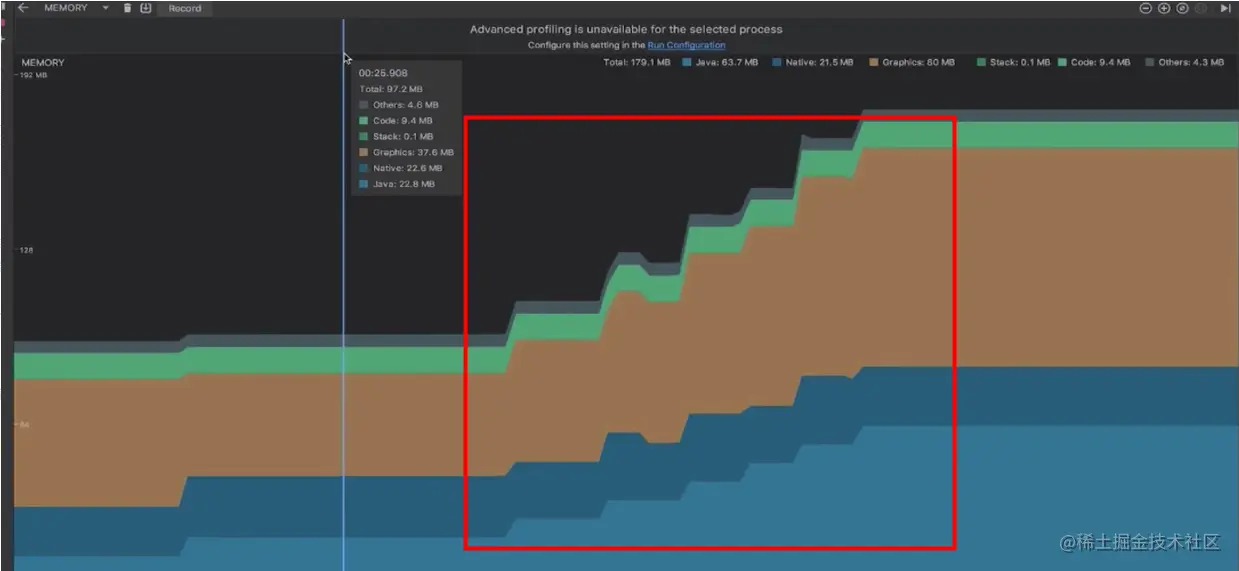 MEMORY
Record
Advanced profiling is unavailable for the selected process
Configure this setting in the Run Configuration
MEMORY
Total: 179.1 MB Java: 63.7 MB Native: 21.5 MB Graphics: 80 MB Stack: 0.1 MB Code: 9.4 MB Others: 4.3 MB
192 MB
00:25.908
Total: 97.2 MB
Others: 4.6 MB
Code: 9.4 MB
Stack: 0.1 MB
Graphics: 37.6 MB
Native: 22.6 MB
Java: 22.8 MB
128
64
@稀土掘金技术社区